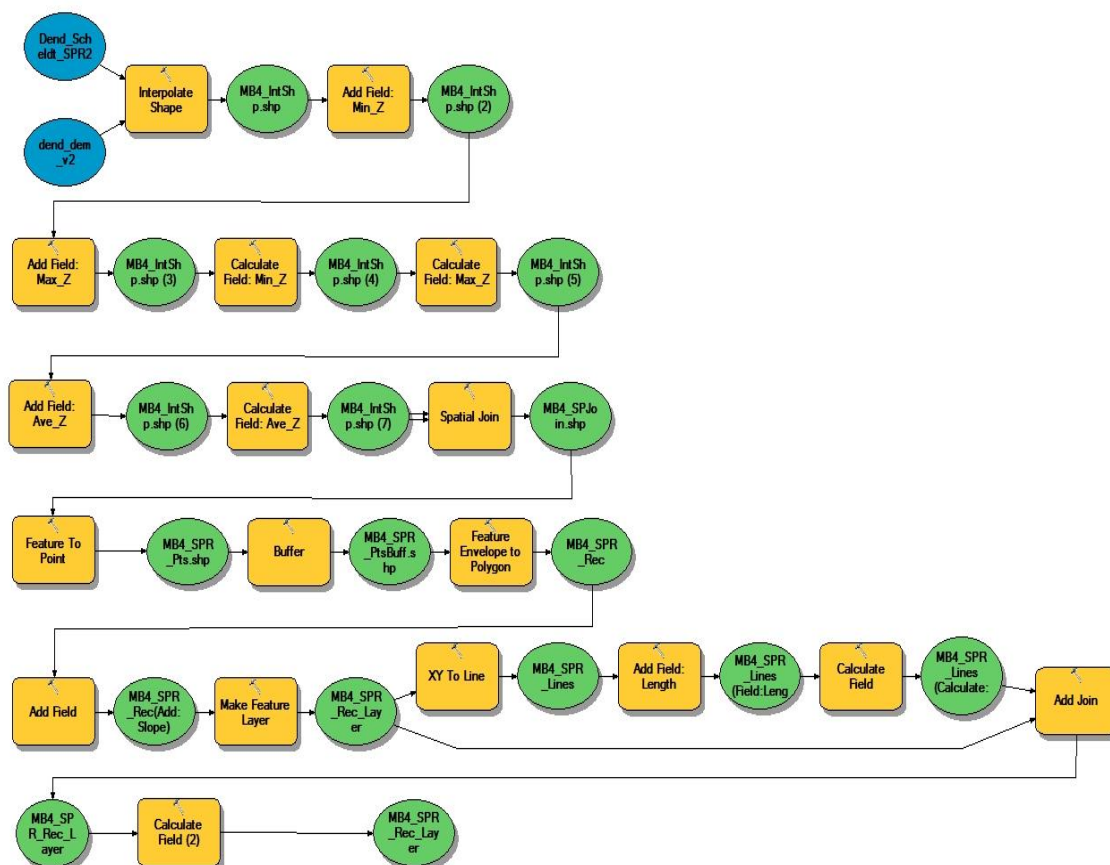 Dend_Sch
eldt_SPR2
dend_dem
_v2
Interpolate
Shape
MB4_IntSh
p.shp
Add Field:
Min_Z
MB4_IntSh
p.shp (2)
Add Field:
Max_Z
MB4_IntSh
p.shp (3)
Calculate
Field: Min_Z
MB4_IntSh
p.shp (4)
Calculate
Field: Max_Z
MB4_IntSh
p.shp (5)
Add Field:
Ave_Z
MB4_IntSh
p.shp (6)
Calculate
Field: Ave_Z
MB4_IntSh
p.shp (7)
Spatial Join
MB4_SPJo
in.shp
Feature To
Point
MB4_SPR
_Pts.shp
Buffer
MB4_SPR
_PtsBuff.s
hp
Feature
Envelope to
Polygon
MB4_SPR
_Rec
Add Field
MB4_SPR
_Rec(Add:
Slope)
Make Feature
Layer
MB4_SPR
_Rec_Lay
er
XY To Line
MB4_SPR
_Lines
Add Field:
Length
MB4_SPR
_Lines
(Field:Leng
Calculate
Field
MB4_SPR
_Lines
(Calculate:
Add Join
MB4_SP
R_Rec_L
ayer
Calculate
Field (2)
MB4_SPR
_Rec_Lay
er